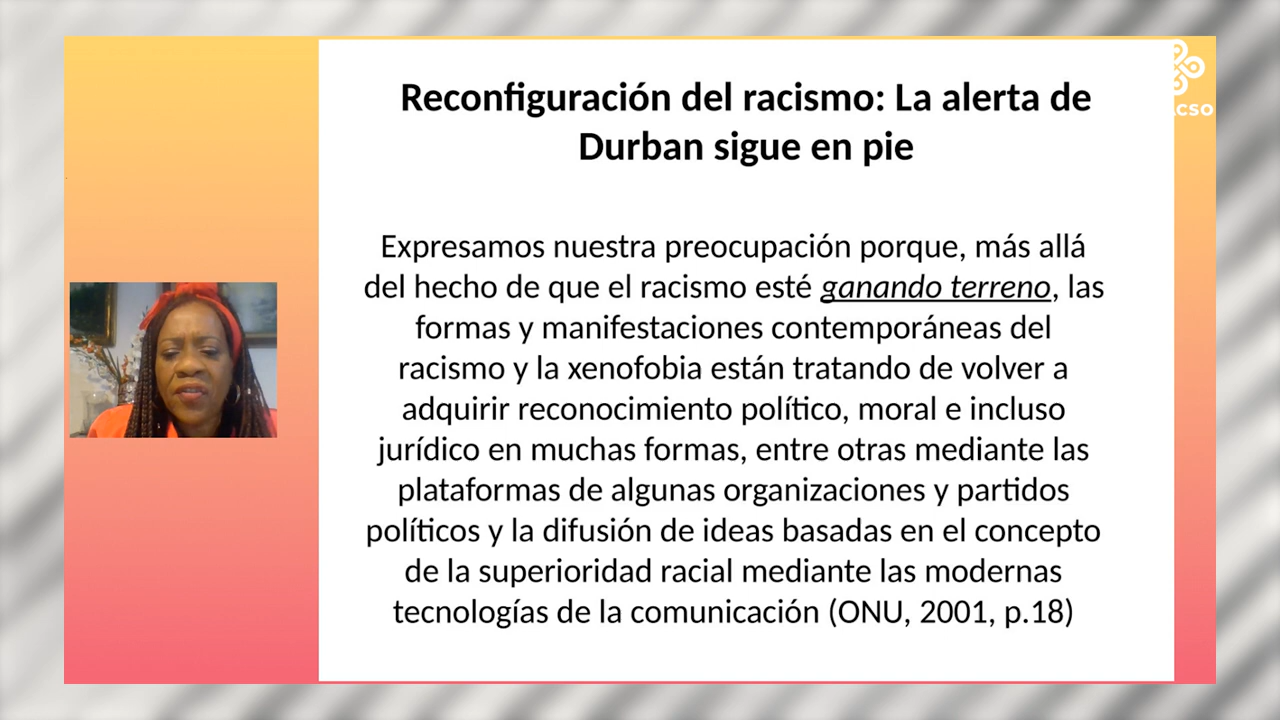 Reconfiguración del racismo: La alerta de
Durban sigue en pie
Expresamos nuestra preocupación porque, más allá
del hecho de que el racismo esté ganando terreno, las
formas y manifestaciones contemporáneas del
racismo y la xenofobia están tratando de volver a
adquirir reconocimiento político, moral e incluso
jurídico en muchas formas, entre otras mediante las
plataformas de algunas organizaciones y partidos
políticos y la difusión de ideas basadas en el concepto
de la superioridad racial mediante las modernas
tecnologías de la comunicación (ONU, 2001, p.18)